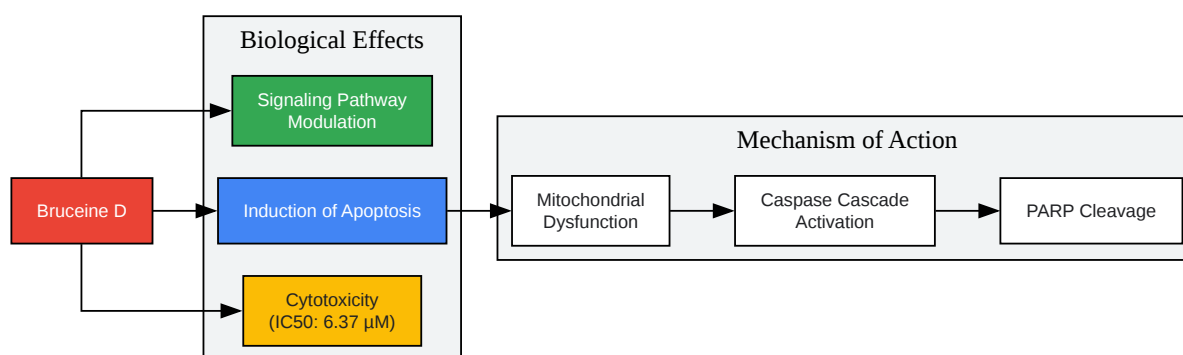 Biological Effects
Signaling Pathway
Modulation
Mechanism of Action
Bruceine D
Induction of Apoptosis
Mitochondrial
Dysfunction
Caspase Cascade
Activation
PARP Cleavage
Cytotoxicity
(IC50: 6.37 µM)